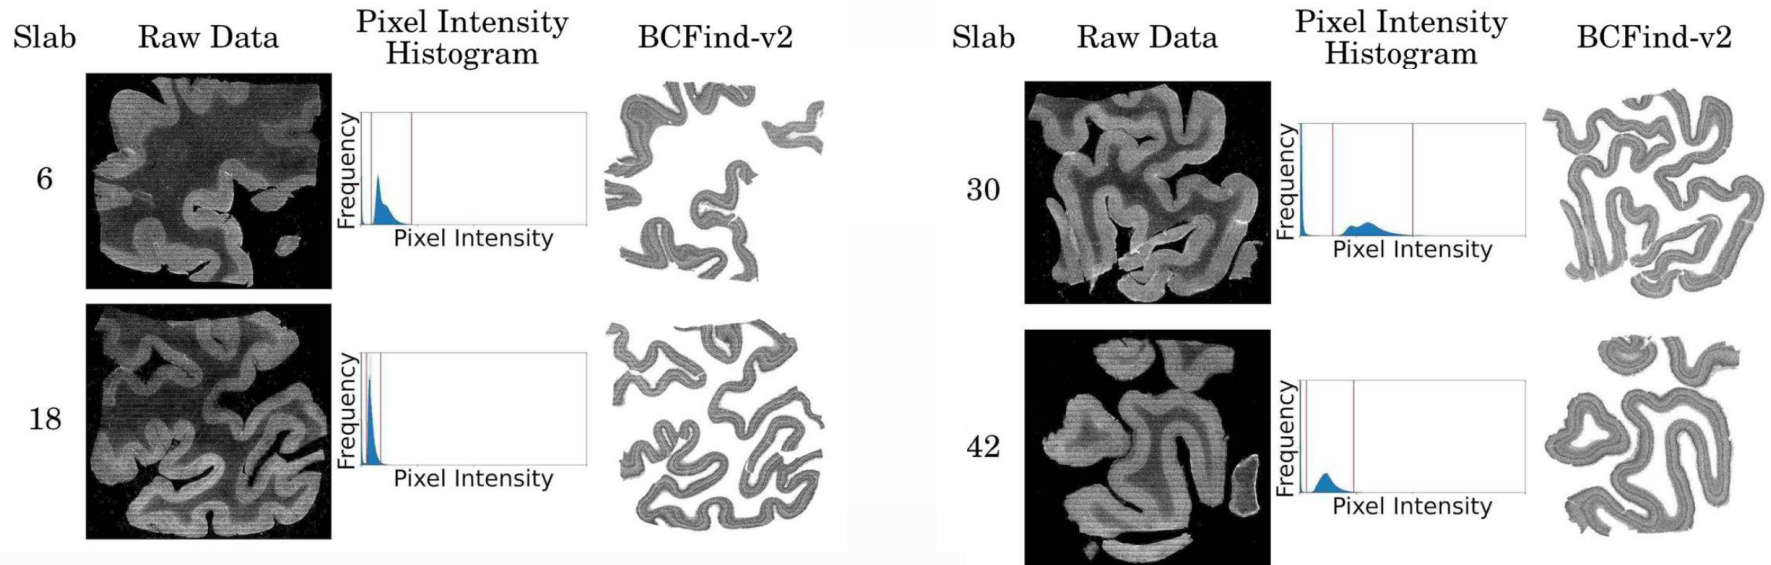 Slab Raw Data Pixel Intensity Histogram BCFind-v2
6
Frequency
Pixel Intensity
18
Frequency
Pixel Intensity
Slab Raw Data Pixel Intensity Histogram BCFind-v2
30
Frequency
Pixel Intensity
42
Frequency
Pixel Intensity